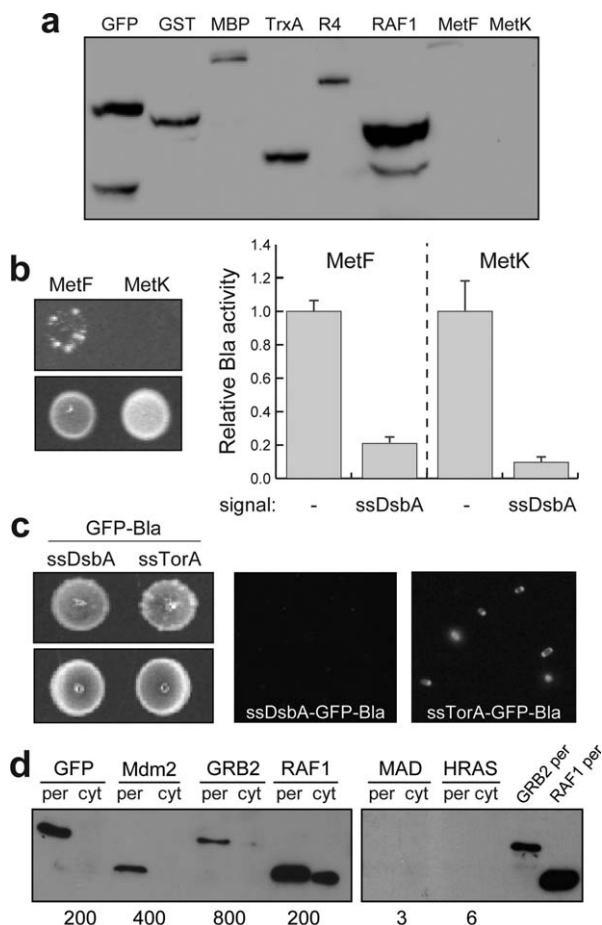 a
GFP GST MBP TrxA R4 RAF1 MetF MetK
b
MetF MetK
Relative Bla activity
1.4
1.2
1.0
0.8
0.6
0.4
0.2
0.0
MetF MetK
signal: - ssDsbA - ssDsbA
c
GFP-Bla
ssDsbA ssTorA
ssDsbA-GFP-Bla
ssTorA-GFP-Bla
d
GFP Mdm2 GRB2 RAF1 MAD HRAS GRB2 per RAF1 per
per cyt per cyt per cyt per cyt per cyt per cyt
200 400 800 200 3 6